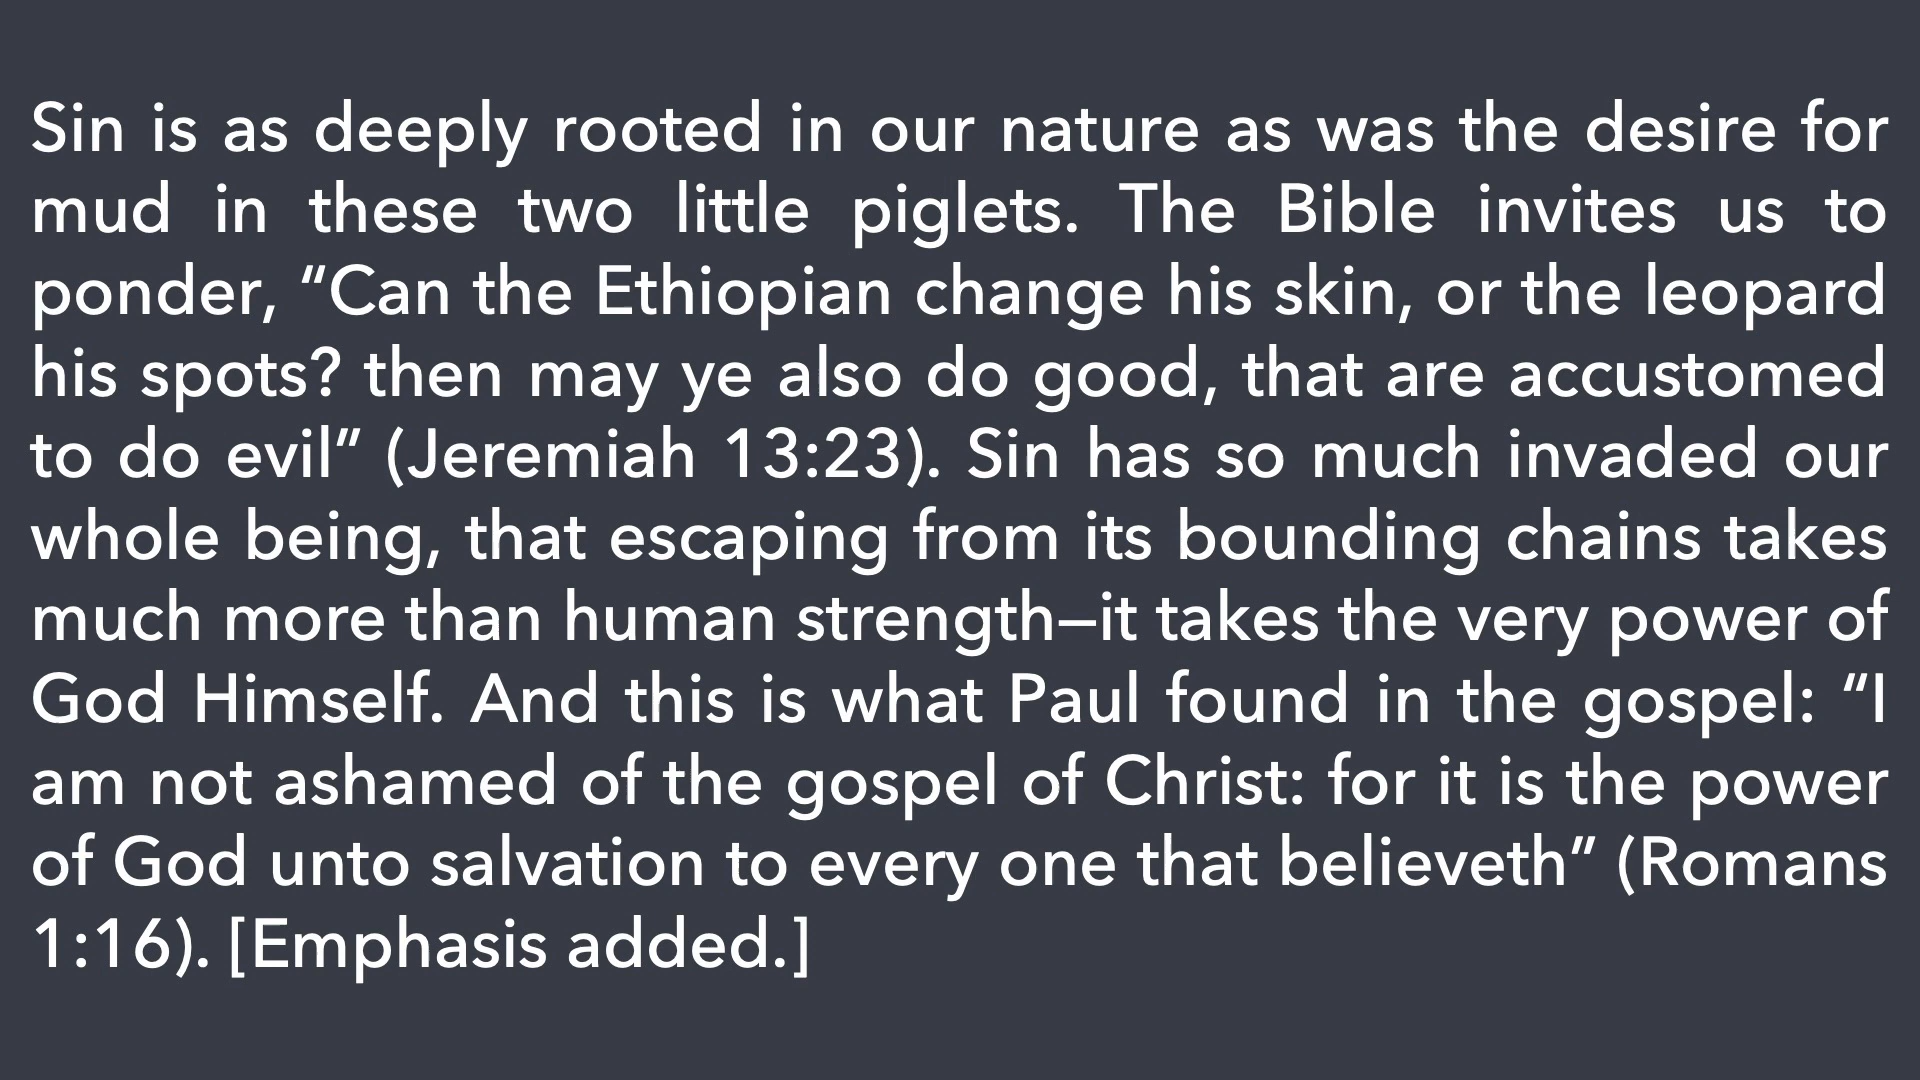 Sin is as deeply rooted in our nature as was the desire for
mud in these two little piglets. The Bible invites us to
ponder, “Can the Ethiopian change his skin, or the leopard
his spots? then may ye also do good, that are accustomed
to do evil” (Jeremiah 13:23). Sin has so much invaded our
whole being, that escaping from its bounding chains takes
much more than human strength—it takes the very power of
God Himself. And this is what Paul found in the gospel: “I
am not ashamed of the gospel of Christ: for it is the power
of God unto salvation to every one that believeth” (Romans
1:16). [Emphasis added.]